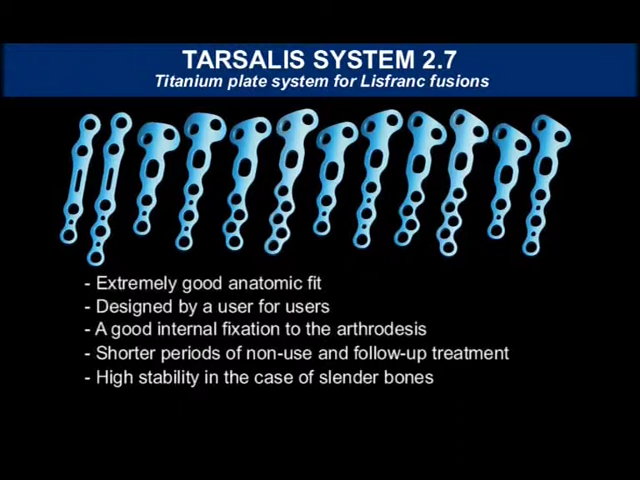 TARSALIS SYSTEM 2.7
Titanium plate system for Lisfranc fusions
- Extremely good anatomic fit
- Designed by a user for users
- A good internal fixation to the arthrodesis
- Shorter periods of non-use and follow-up treatment
- High stability in the case of slender bones